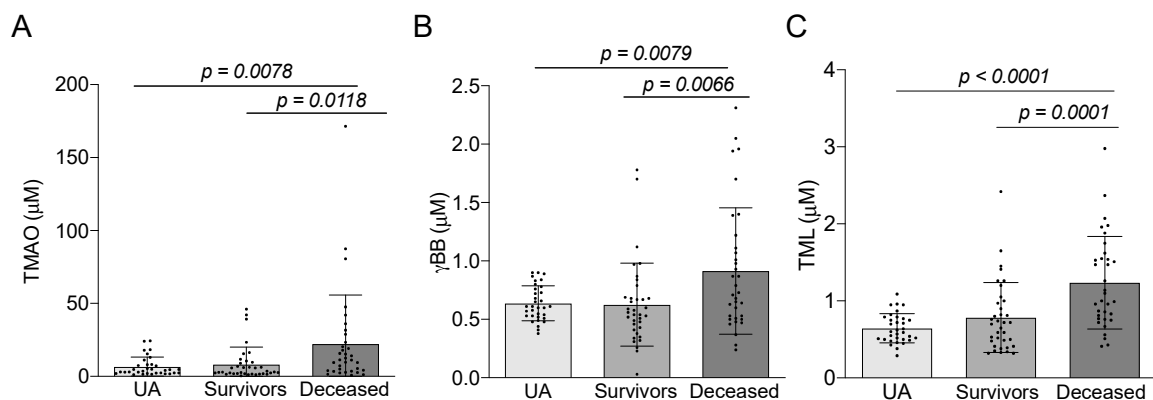 A
p = 0.0078
p = 0.0118
200
150
100
50
0
TMAO (μM)
UA Survivors Deceased
B
p = 0.0079
p = 0.0066
2.5
2.0
1.5
1.0
0.5
0.0
γBB (μM)
UA Survivors Deceased
C
p < 0.0001
p = 0.0001
4
3
2
1
0
TML (μM)
UA Survivors Deceased